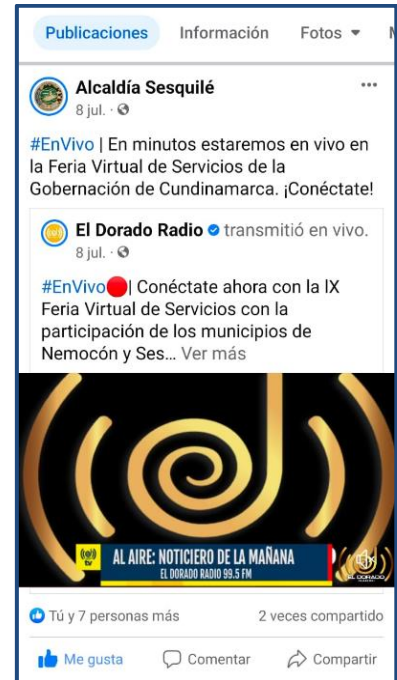 Publicaciones Información Fotos
Alcaldía Sesquilé
8 jul.
#EnVivo | En minutos estaremos en vivo en
la Feria Virtual de Servicios de la
Gobernación de Cundinamarca. ¡Conéctate!
El Dorado Radio transmitió en vivo.
8 jul.
#EnVivo🔴| Conéctate ahora con la lX
Feria Virtual de Servicios con la
participación de los municipios de
Nemocón y Ses... Ver más
tv
AL AIRE: NOTICIERO DE LA MAÑANA
EL DORADO RADIO 99.5 FM
EL DORADO
Tú y 7 personas más 2 veces compartido
Me gusta Comentar Compartir